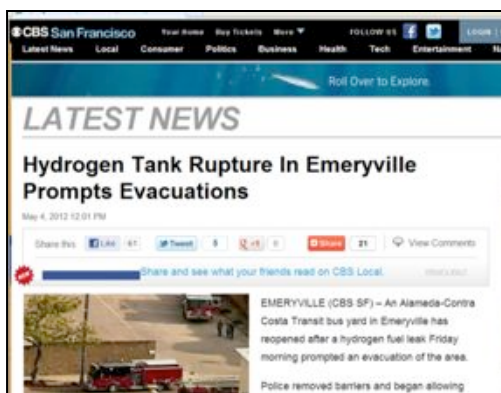 CBS San Francisco Your Home Buy Tickets More FOLLOW US LOGIN
Latest News Local Consumer Politics Business Health Tech Entertainment
Roll Over to Explore.
LATEST NEWS
Hydrogen Tank Rupture In Emeryville
Prompts Evacuations
May 4, 2012 12:01 PM
Share this Like 61 Tweet 5 +1 0 Share 21 View Comments
Share and see what your friends read on CBS Local.
EMERYVILLE (CBS SF) – An Alameda-Contra
Costa Transit bus yard in Emeryville has
reopened after a hydrogen fuel leak Friday
morning prompted an evacuation of the area.
Police removed barriers and began allowing